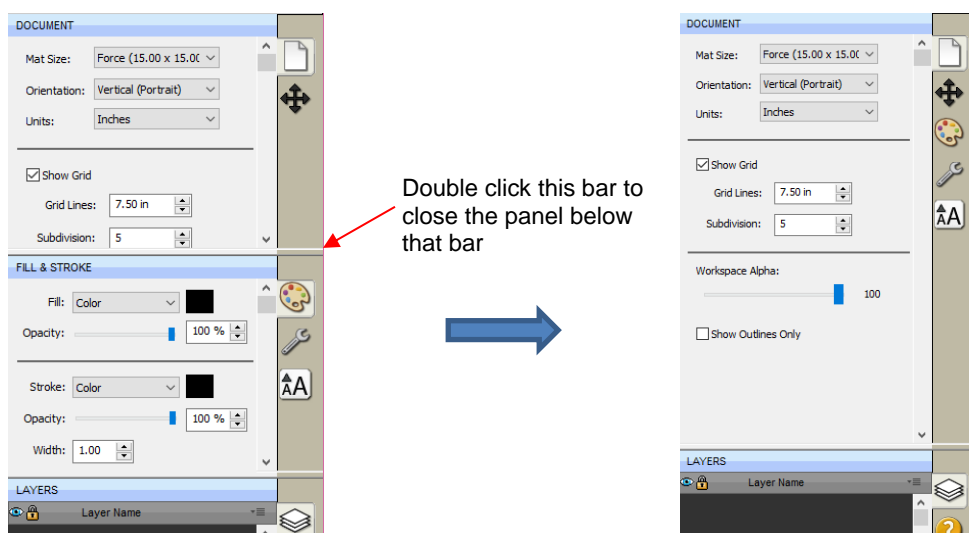 DOCUMENT
Mat Size: Force (15.00 x 15.00
Orientation: Vertical (Portrait)
Units: Inches
Show Grid
Grid Lines: 7.50 in
Subdivision: 5
FILL & STROKE
Fill: Color
Opacity: 100 %
Stroke: Color
Opacity: 100 %
Width: 1.00
LAYERS
Layer Name
AA
Double click this bar to
close the panel below
that bar
DOCUMENT
Mat Size: Force (15.00 x 15.00
Orientation: Vertical (Portrait)
Units: Inches
Show Grid
Grid Lines: 7.50 in
Subdivision: 5
Workspace Alpha:
100
Show Outlines Only
LAYERS
Layer Name
AA
?